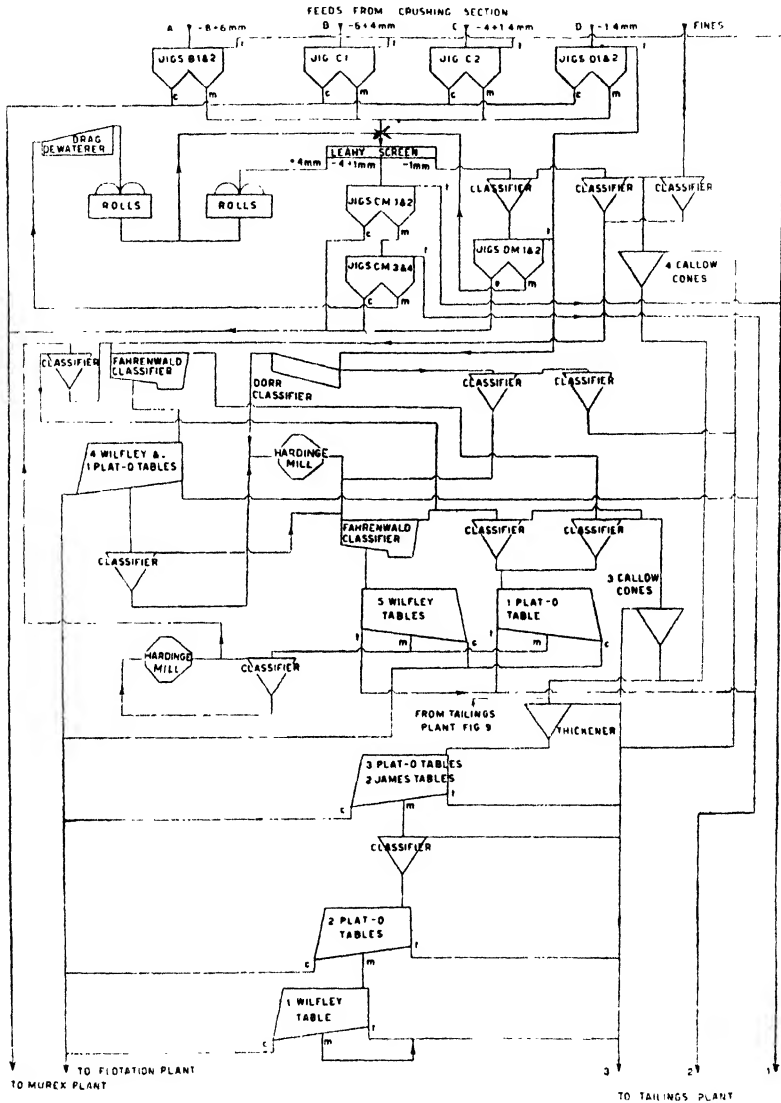 FEEDS FROM CRUSHING SECTION
A -8+6mm B -6+4mm C -4+1·4mm D -1·4mm FINES
t t t t
JIGS B1&2 JIG C1 JIG C2 JIGS D1&2
c m c m c m c m
DRAG
DEWATERER
LEAHY SCREEN
+4mm -4+1mm -1mm
ROLLS ROLLS
CLASSIFIER CLASSIFIER CLASSIFIER
JIGS CM 1&2 t
c m
JIGS DM 1&2 t
c m
4 CALLOW
CONES
JIGS CM 3&4 t
c m
CLASSIFIER
FAHRENWALD
CLASSIFIER
DORR
CLASSIFIER
CLASSIFIER CLASSIFIER
4 WILFLEY &
1 PLAT-O TABLES
HARDINGE
MILL
FAHRENWALD
CLASSIFIER
CLASSIFIER CLASSIFIER
CLASSIFIER
3 CALLOW
CONES
5 WILFLEY
TABLES
1 PLAT-O
TABLE
t m c t m c
HARDINGE
MILL
CLASSIFIER
FROM TAILINGS
PLANT FIG 9
THICKENER
3 PLAT-O TABLES
2 JAMES TABLES
c m t
CLASSIFIER
2 PLAT-O
TABLES
c m t
1 WILFLEY
TABLE
c m t
TO FLOTATION PLANT
TO MUREX PLANT
3 2 1
TO TAILINGS PLANT